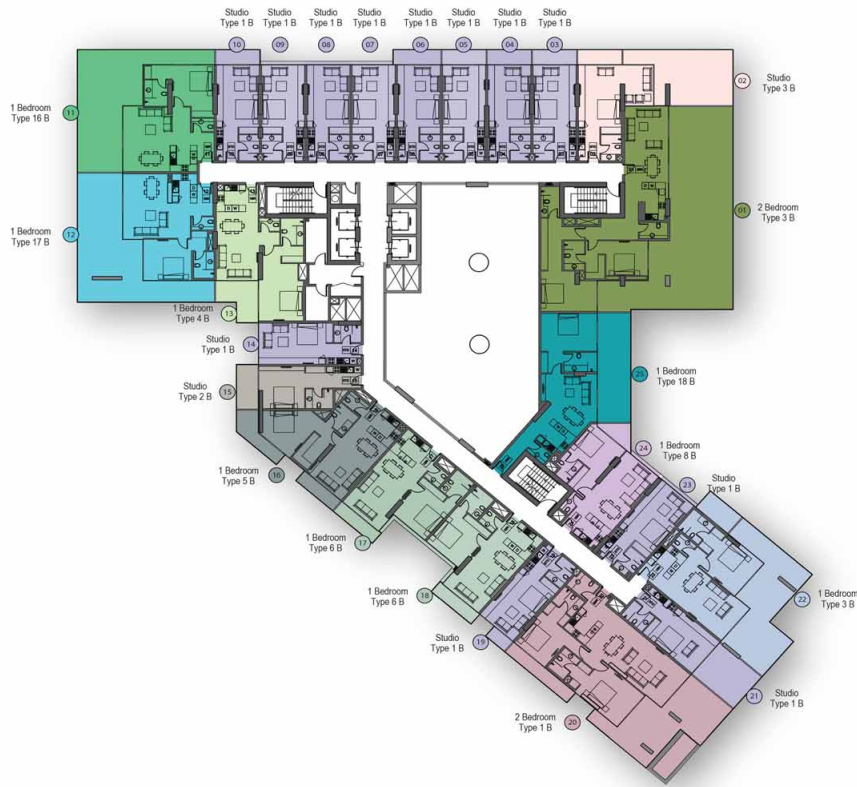 Studio
Type 1 B
Studio
Type 1 B
Studio
Type 1 B
Studio
Type 1 B
Studio
Type 1 B
Studio
Type 1 B
Studio
Type 1 B
Studio
Type 1 B
10
09
08
07
06
05
04
03
02
Studio
Type 3 B
1 Bedroom
Type 16 B
11
2 Bedroom
Type 3 B
01
1 Bedroom
Type 17 B
12
1 Bedroom
Type 4 B
13
Studio
Type 1 B
14
Studio
Type 2 B
15
25
1 Bedroom
Type 18 B
1 Bedroom
Type 5 B
16
24
1 Bedroom
Type 8 B
23
Studio
Type 1 B
1 Bedroom
Type 6 B
17
1 Bedroom
Type 6 B
18
22
1 Bedroom
Type 3 B
Studio
Type 1 B
19
21
Studio
Type 1 B
2 Bedroom
Type 1 B
20